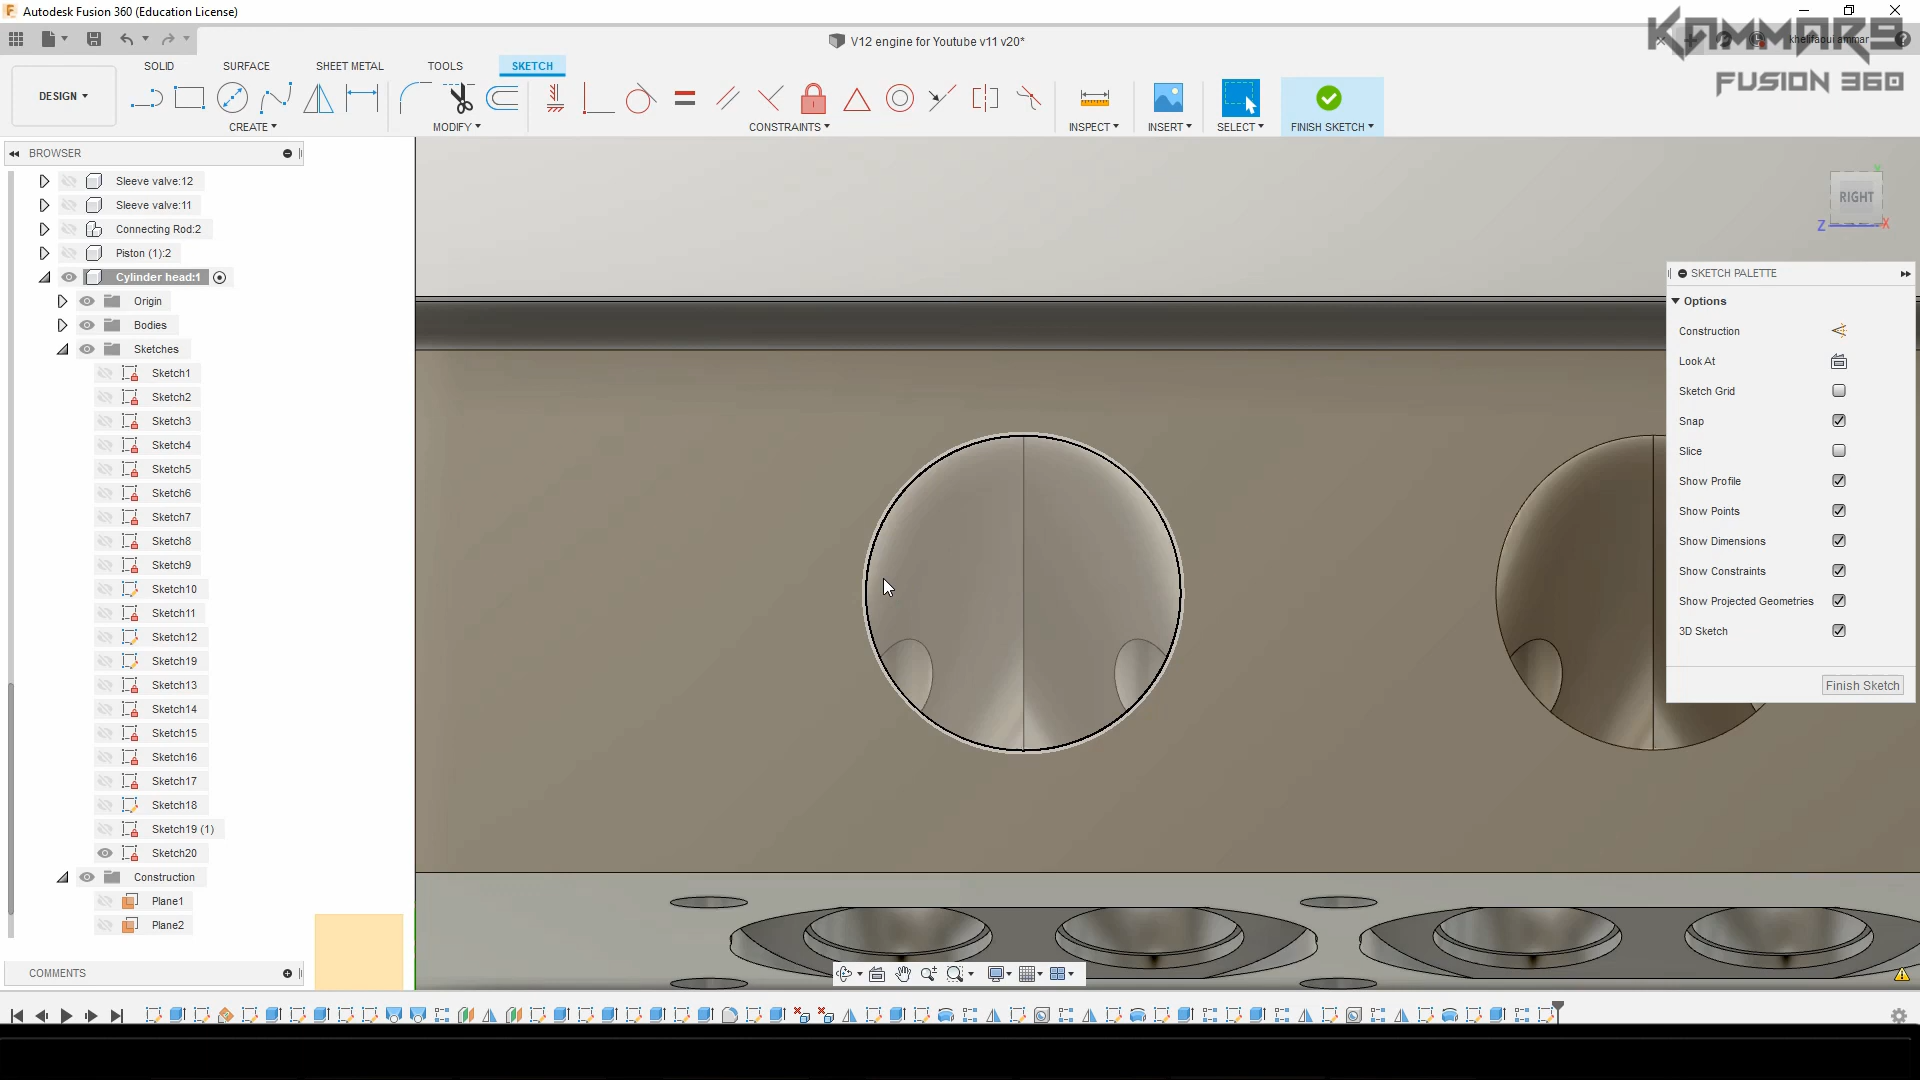 Autodesk Fusion 360 (Education License)
V12 engine for Youtube v11 v20*
khelifaoui ammar
KAMMAR9
FUSION 360
SOLID
SURFACE
SHEET METAL
TOOLS
SKETCH
DESIGN
CREATE
MODIFY
CONSTRAINTS
INSPECT
INSERT
SELECT
FINISH SKETCH
BROWSER
Sleeve valve:12
Sleeve valve:11
Connecting Rod:2
Piston (1):2
Cylinder head:1
Origin
Bodies
Sketches
Sketch1
Sketch2
Sketch3
Sketch4
Sketch5
Sketch6
Sketch7
Sketch8
Sketch9
Sketch10
Sketch11
Sketch12
Sketch19
Sketch13
Sketch14
Sketch15
Sketch16
Sketch17
Sketch18
Sketch19 (1)
Sketch20
Construction
Plane1
Plane2
COMMENTS
Y
RIGHT
Z
X
SKETCH PALETTE
Options
Construction
Look At
Sketch Grid
Snap
Slice
Show Profile
Show Points
Show Dimensions
Show Constraints
Show Projected Geometries
3D Sketch
Finish Sketch